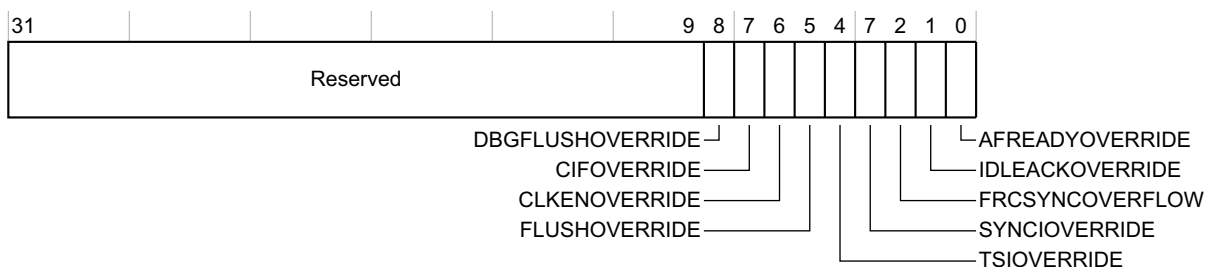 31 9 8 7 6 5 4 7 2 1 0
Reserved
DBGFLUSHOVERRIDE AFREADYOVERRIDE
CIFOVERRIDE IDLEACKOVERRIDE
CLKENOVERRIDE FRCSYNCOVERFLOW
FLUSHOVERRIDE SYNCIOVERRIDE
TSIOVERRIDE